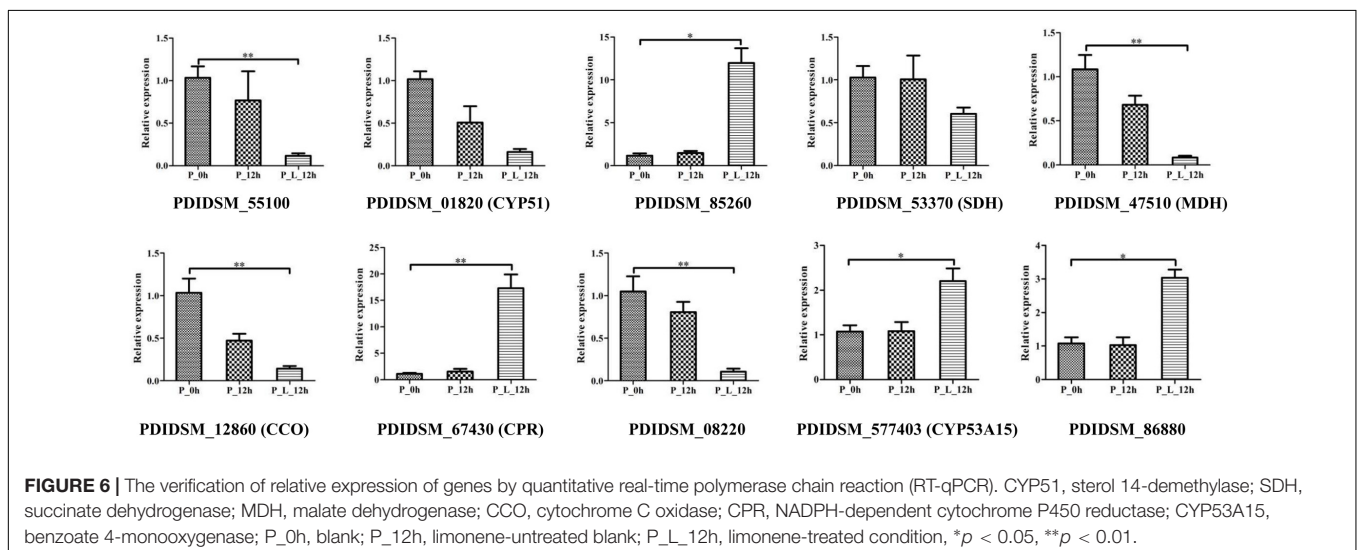 1.5
1.0
0.5
0.0
Relative expression
**
P_0h P_12h P_L_12h
PDIDSM_55100
1.5
1.0
0.5
0.0
Relative expression
P_0h P_12h P_L_12h
PDIDSM_01820 (CYP51)
15
10
5
0
Relative expression
*
P_0h P_12h P_L_12h
PDIDSM_85260
1.5
1.0
0.5
0.0
Relative expression
P_0h P_12h P_L_12h
PDIDSM_53370 (SDH)
1.5
1.0
0.5
0.0
Relative expression
**
P_0h P_12h P_L_12h
PDIDSM_47510 (MDH)
1.5
1.0
0.5
0.0
Relative expression
**
P_0h P_12h P_L_12h
PDIDSM_12860 (CCO)
25
20
15
10
5
0
Relative expression
**
P_0h P_12h P_L_12h
PDIDSM_67430 (CPR)
1.5
1.0
0.5
0.0
Relative expression
**
P_0h P_12h P_L_12h
PDIDSM_08220
3
2
1
0
Relative expression
*
P_0h P_12h P_L_12h
PDIDSM_577403 (CYP53A15)
4
3
2
1
0
Relative expression
*
P_0h P_12h P_L_12h
PDIDSM_86880
FIGURE 6 | The verification of relative expression of genes by quantitative real-time polymerase chain reaction (RT-qPCR). CYP51, sterol 14-demethylase; SDH,
succinate dehydrogenase; MDH, malate dehydrogenase; CCO, cytochrome C oxidase; CPR, NADPH-dependent cytochrome P450 reductase; CYP53A15,
benzoate 4-monooxygenase; P_0h, blank; P_12h, limonene-untreated blank; P_L_12h, limonene-treated condition, *p < 0.05, **p < 0.01.